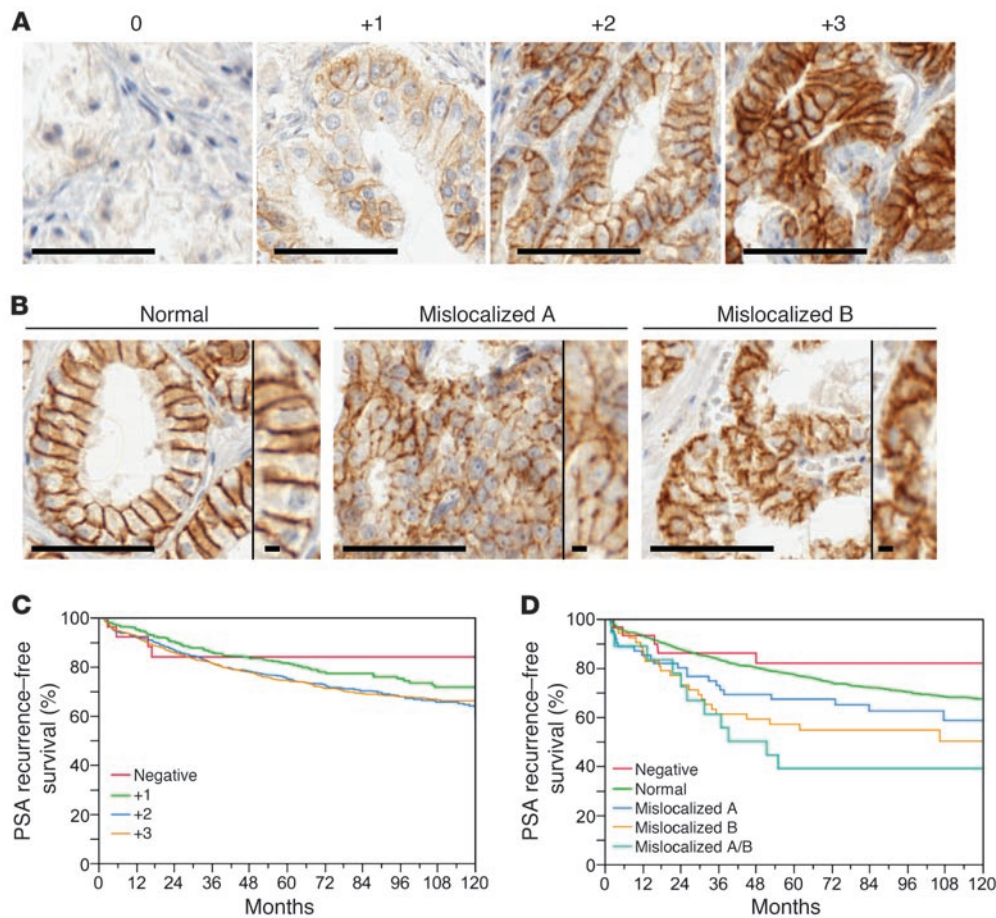 A
0 +1 +2 +3
B
Normal Mislocalized A Mislocalized B
C
PSA recurrence–free
survival (%)
100
80
60
40
20
0
Negative
+1
+2
+3
0 12 24 36 48 60 72 84 96 108 120
Months
D
PSA recurrence–free
survival (%)
100
80
60
40
20
0
Negative
Normal
Mislocalized A
Mislocalized B
Mislocalized A/B
0 12 24 36 48 60 72 84 96 108 120
Months